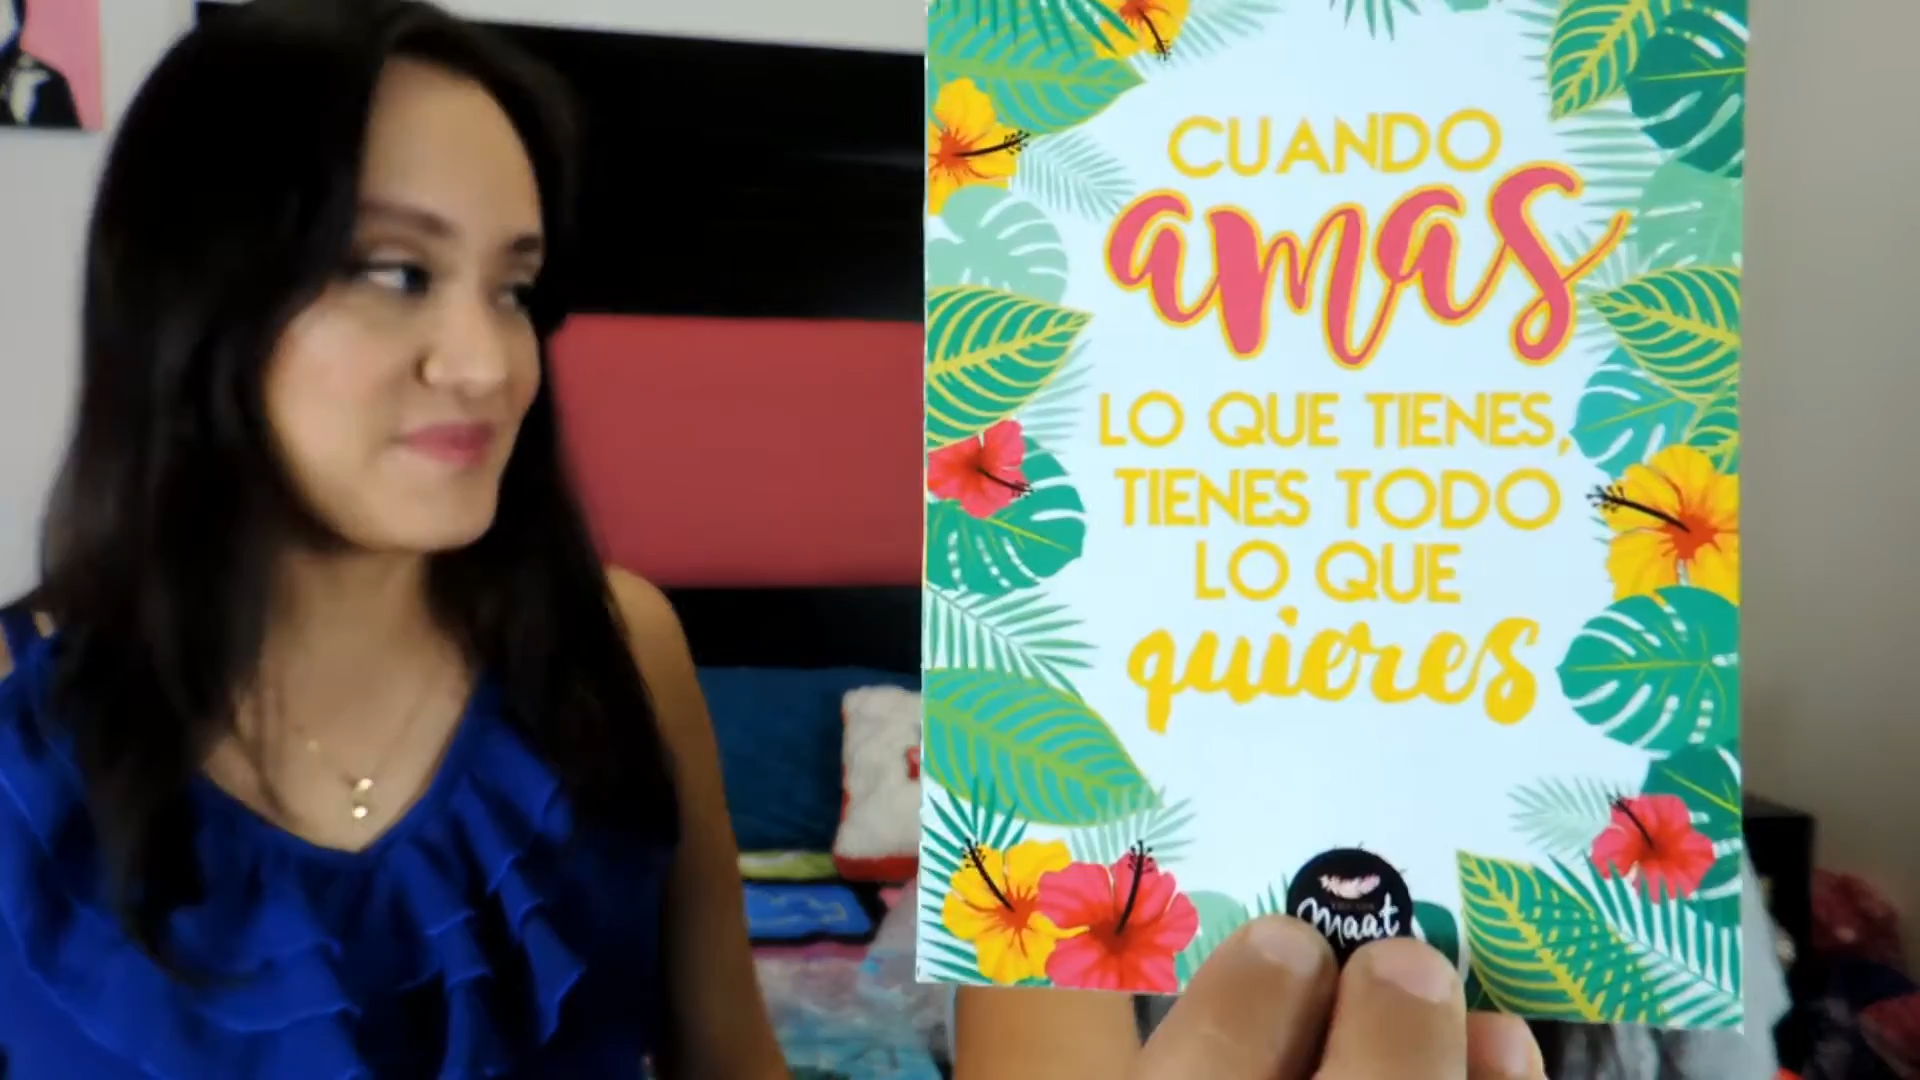 CUANDO
amas
LO QUE TIENES,
TIENES TODO
LO QUE
quieres
Maat